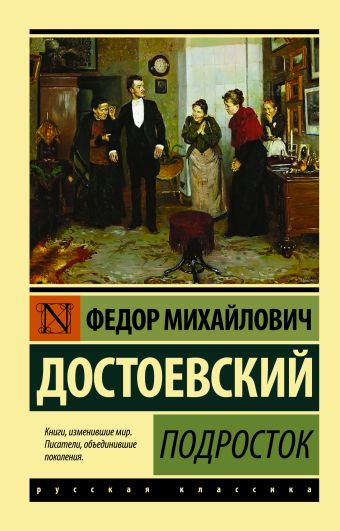 N
ФЕДОР МИХАЙЛОВИЧ
ДОСТОЕВСКИЙ
Книги, изменившие мир.
Писатели, объединившие
поколения.
ПОДРОСТОК
русская классика